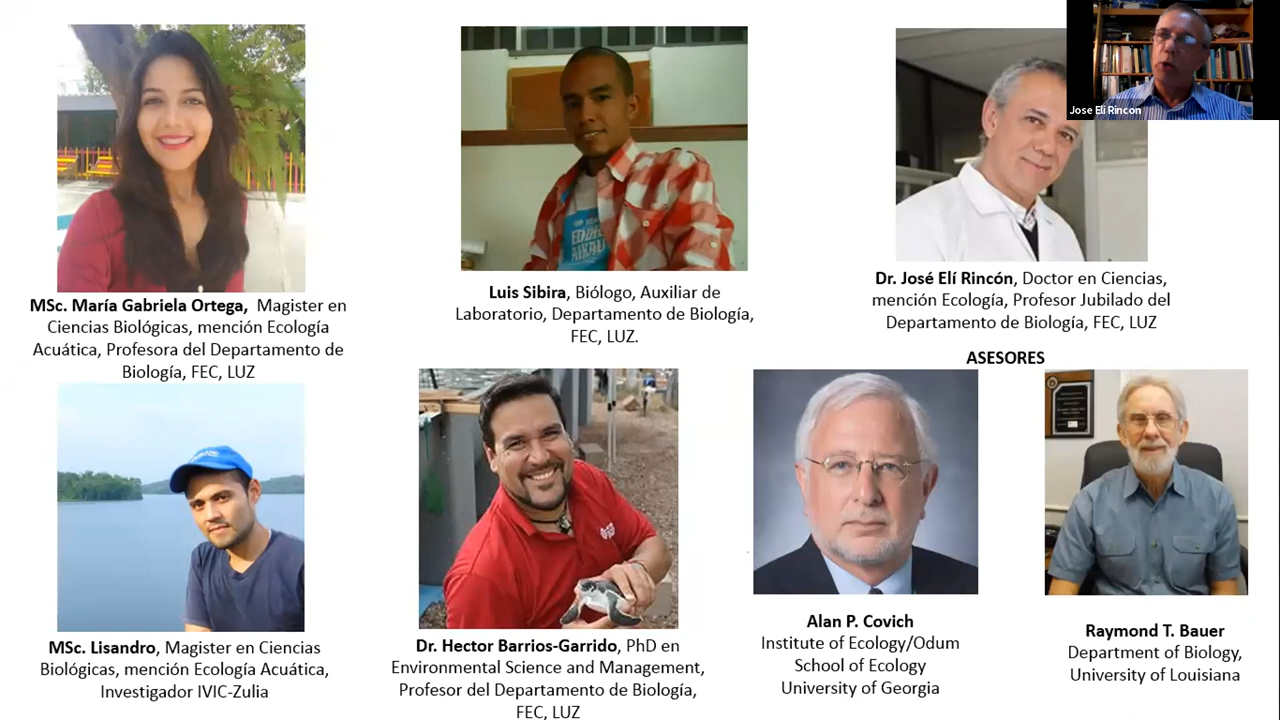 Jose Elí Rincon
MSc. María Gabriela Ortega, Magister en
Ciencias Biológicas, mención Ecología
Acuática, Profesora del Departamento de
Biología, FEC, LUZ
Luis Sibira, Biólogo, Auxiliar de
Laboratorio, Departamento de Biología,
FEC, LUZ.
Dr. José Elí Rincón, Doctor en Ciencias,
mención Ecología, Profesor Jubilado del
Departamento de Biología, FEC, LUZ
ASESORES
MSc. Lisandro, Magister en Ciencias
Biológicas, mención Ecología Acuática,
Investigador IVIC-Zulia
Dr. Hector Barrios-Garrido, PhD en
Environmental Science and Management,
Profesor del Departamento de Biología,
FEC, LUZ
Alan P. Covich
Institute of Ecology/Odum
School of Ecology
University of Georgia
Raymond T. Bauer
Department of Biology,
University of Louisiana